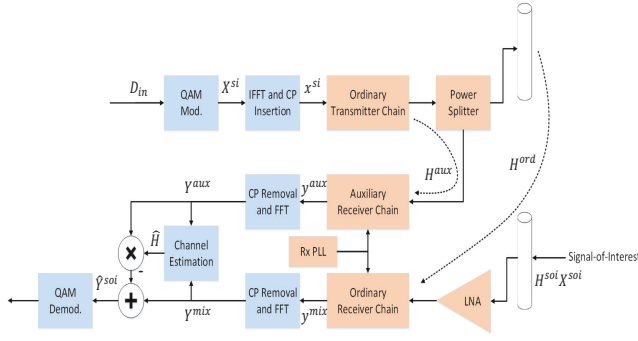 D_in
QAM
Mod.
X^si
IFFT and CP
Insertion
x^si
Ordinary
Transmitter Chain
Power
Splitter
H^aux
H^ord
Y^aux
CP Removal
and FFT
y^aux
Auxiliary
Receiver Chain
×
Ĥ
Channel
Estimation
Rx PLL
Signal-of-Interest
H^soi X^soi
-
QAM
Demod.
Ŷ^soi
+
Y^mix
CP Removal
and FFT
y^mix
Ordinary
Receiver Chain
LNA